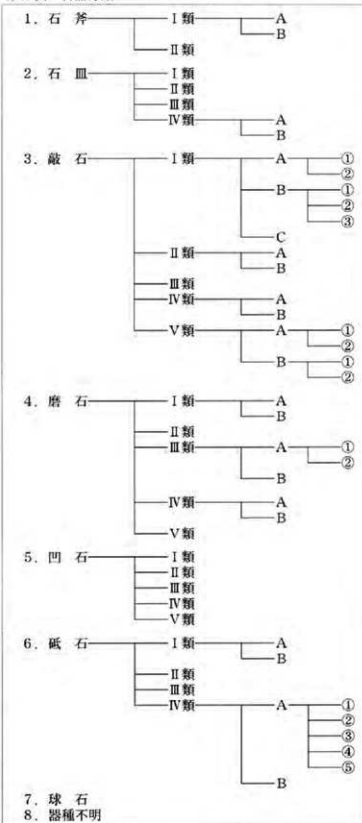 1. 石 斧 Ⅰ類 A
B
Ⅱ類
2. 石 皿 Ⅰ類
Ⅱ類
Ⅲ類
Ⅳ類 A
B
3. 敲 石 Ⅰ類 A ①
②
B ①
②
③
C
Ⅱ類 A
B
Ⅲ類
Ⅳ類 A
B
Ⅴ類 A ①
②
B ①
②
4. 磨 石 Ⅰ類 A
B
Ⅱ類
Ⅲ類 A ①
②
B
Ⅳ類 A
B
Ⅴ類
5. 凹 石 Ⅰ類
Ⅱ類
Ⅲ類
Ⅳ類
Ⅴ類
6. 砥 石 Ⅰ類 A
B
Ⅱ類
Ⅲ類
Ⅳ類 A ①
②
③
④
⑤
B
7. 球 石
8. 器種不明